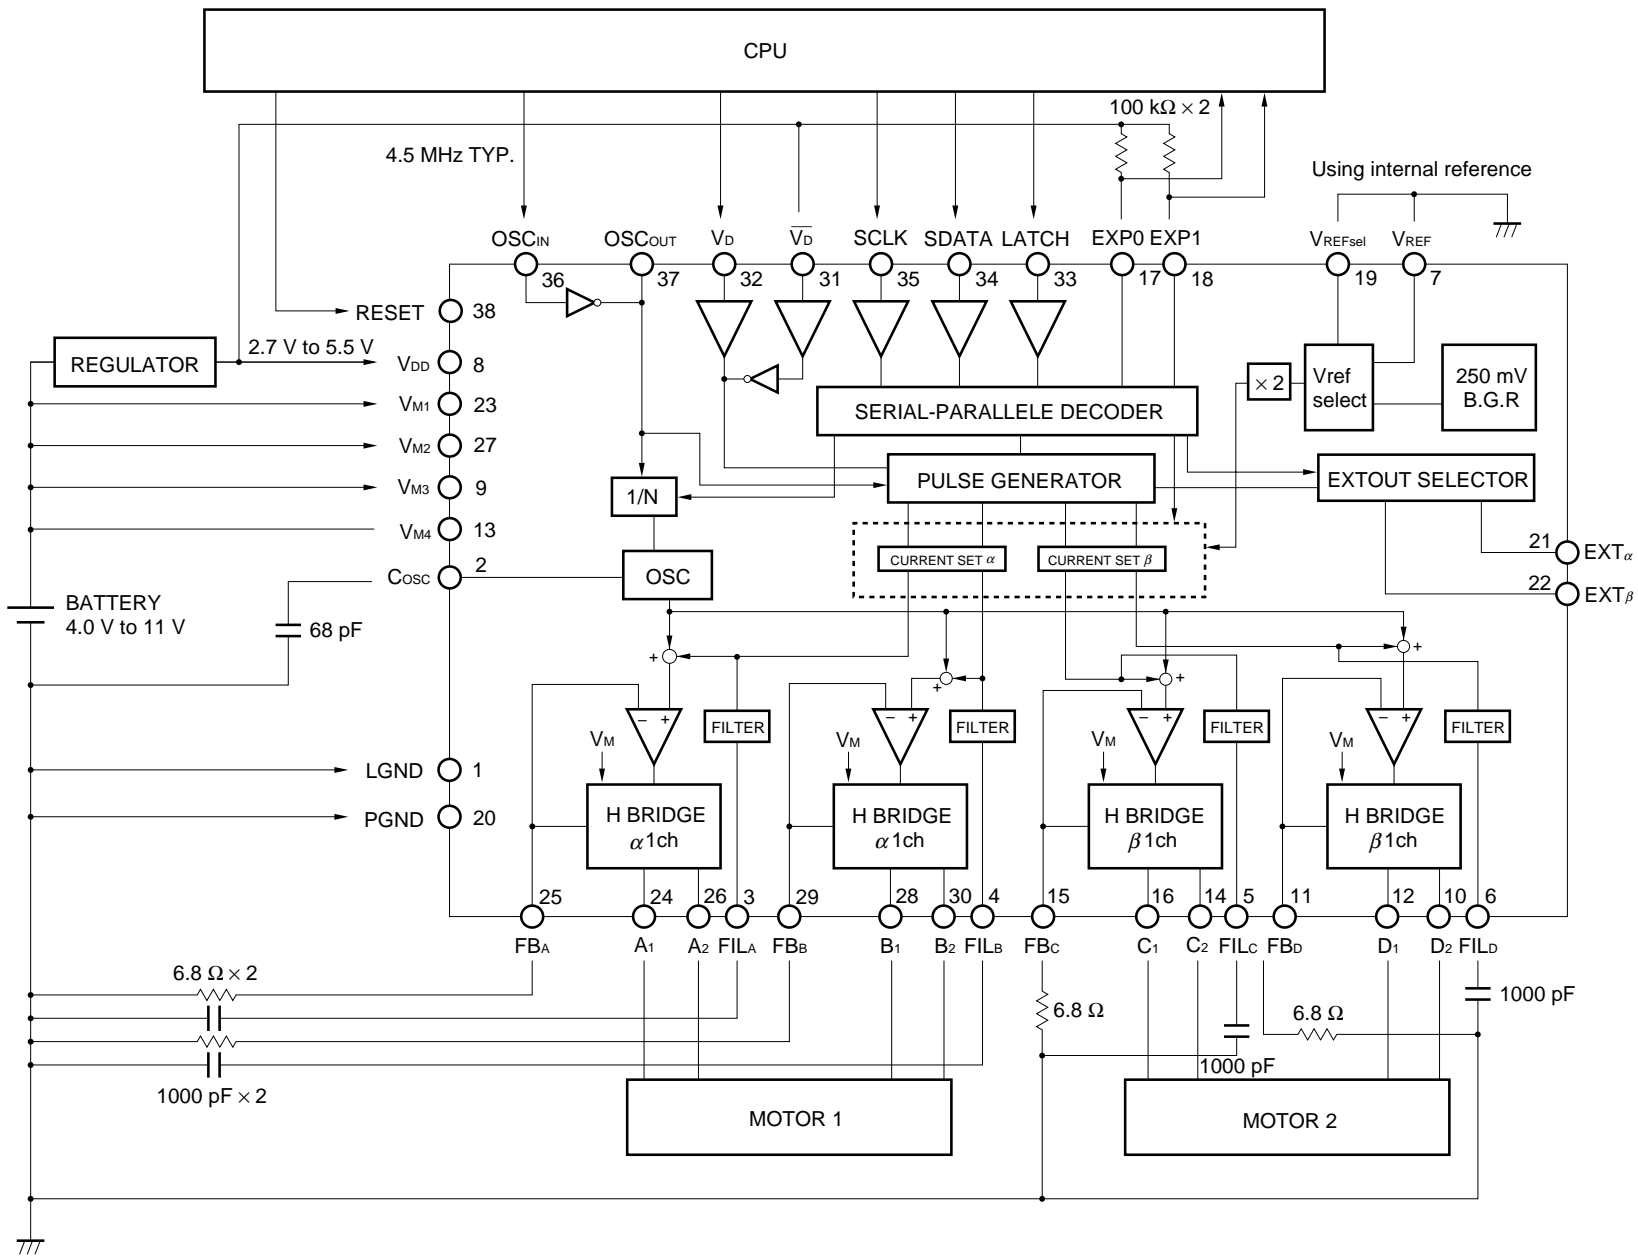 CPU
100 kΩ × 2
4.5 MHz TYP.
Using internal reference
OSCIN OSCOUT VD V̅D̅ SCLK SDATA LATCH EXP0 EXP1 VREFsel VREF
36 37 32 31 35 34 33 17 18 19 7
RESET 38
REGULATOR
2.7 V to 5.5 V
VDD 8
VM1 23
VM2 27
VM3 9
VM4 13
COSC 2
× 2
Vref
select
250 mV
B.G.R
SERIAL-PARALLELE DECODER
PULSE GENERATOR
EXTOUT SELECTOR
1/N
OSC
CURRENT SET α
CURRENT SET β
21 EXTα
22 EXTβ
BATTERY
4.0 V to 11 V
68 pF
+ + + +
− + − + − + − +
FILTER FILTER FILTER FILTER
VM VM VM VM
LGND 1
PGND 20
H BRIDGE
α 1ch
H BRIDGE
α 1ch
H BRIDGE
β 1ch
H BRIDGE
β 1ch
25 24 26 3 29 28 30 4 15 16 14 5 11 12 10 6
FBA A1 A2 FILA FBB B1 B2 FILB FBC C1 C2 FILC FBD D1 D2 FILD
6.8 Ω × 2
1000 pF × 2
6.8 Ω
1000 pF
6.8 Ω
1000 pF
MOTOR 1
MOTOR 2